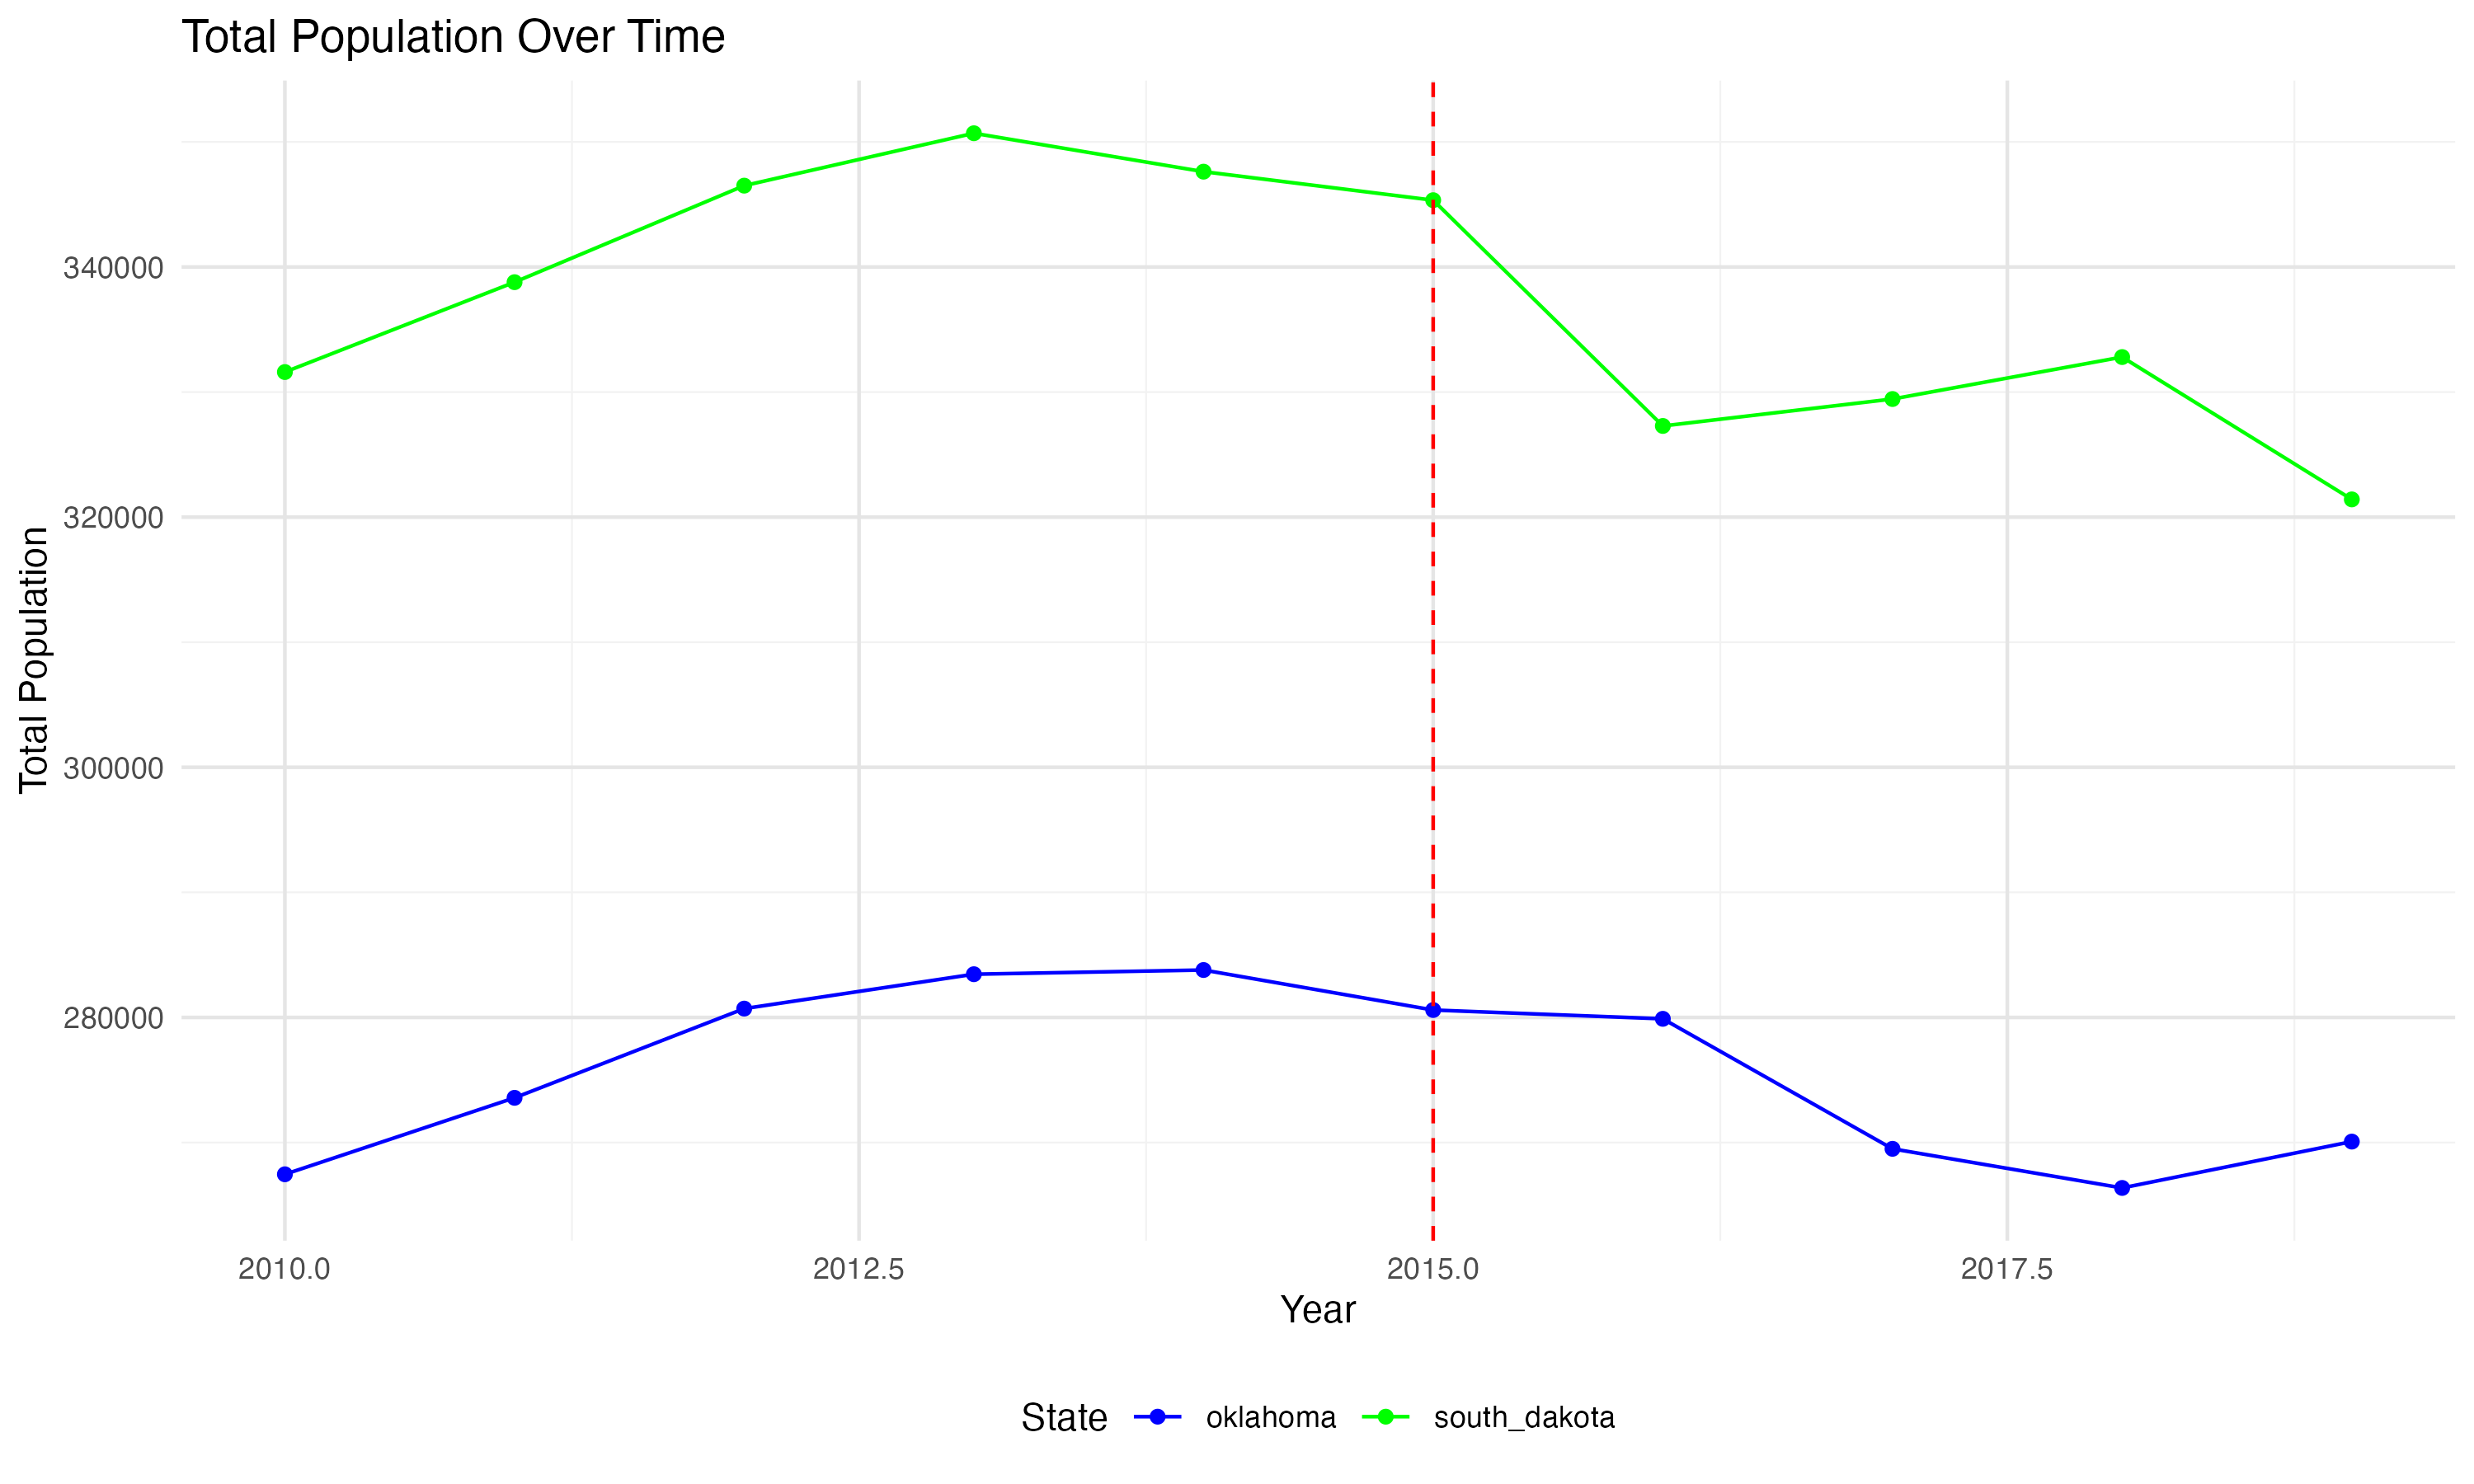 Total Population Over Time
Total Population
340000
320000
300000
280000
2010.0 2012.5 2015.0 2017.5
Year
State oklahoma south_dakota